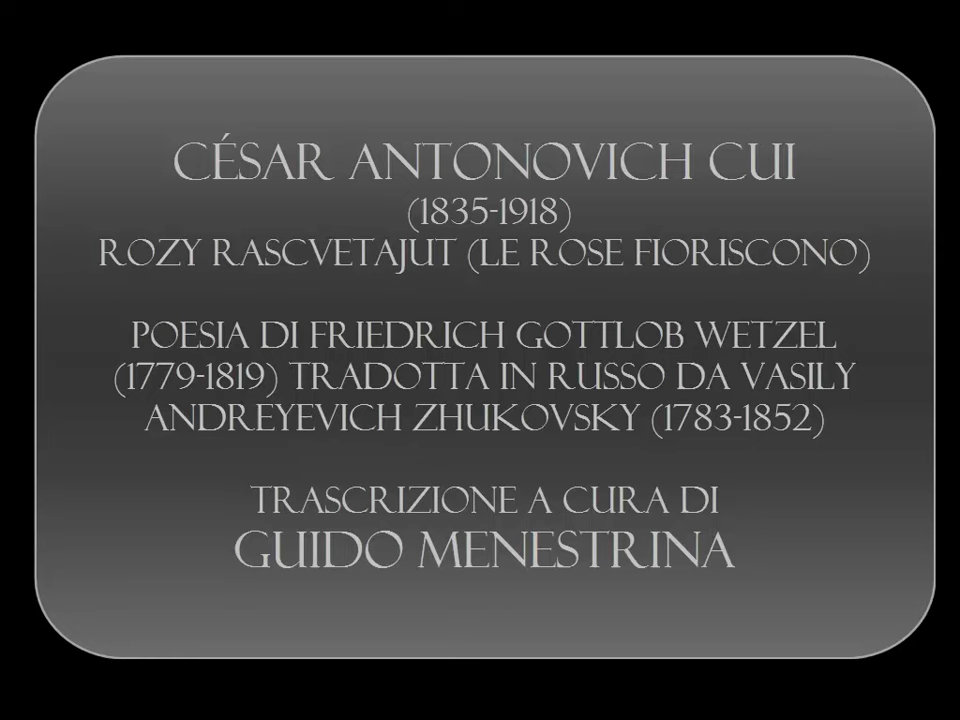 CÉSAR ANTONOVICH CUI
(1835-1918)
ROZY RASCVETAJUT (LE ROSE FIORISCONO)
POESIA DI FRIEDRICH GOTTLOB WETZEL
(1779-1819) TRADOTTA IN RUSSO DA VASILY
ANDREYEVICH ZHUKOVSKY (1783-1852)
TRASCRIZIONE A CURA DI
GUIDO MENESTRINA